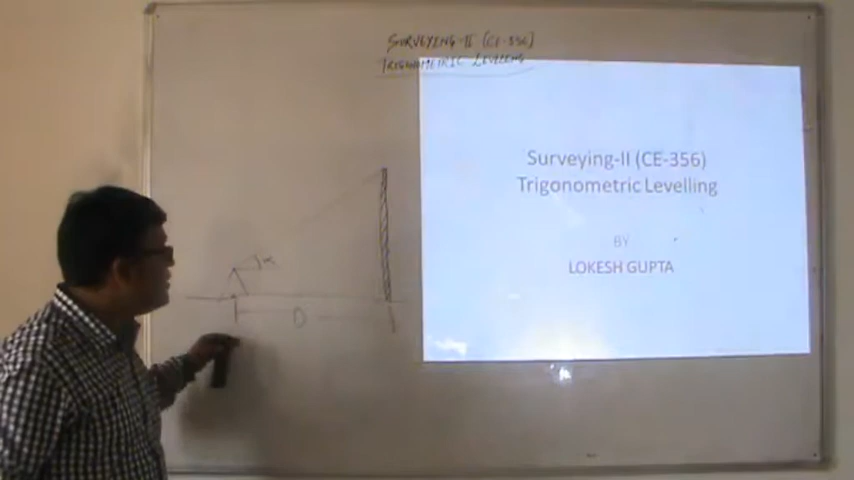 SURVEYING-II (CE-356)
TRIGONOMETRIC LEVELLING
Surveying-II (CE-356)
Trigonometric Levelling
BY
LOKESH GUPTA
α
D